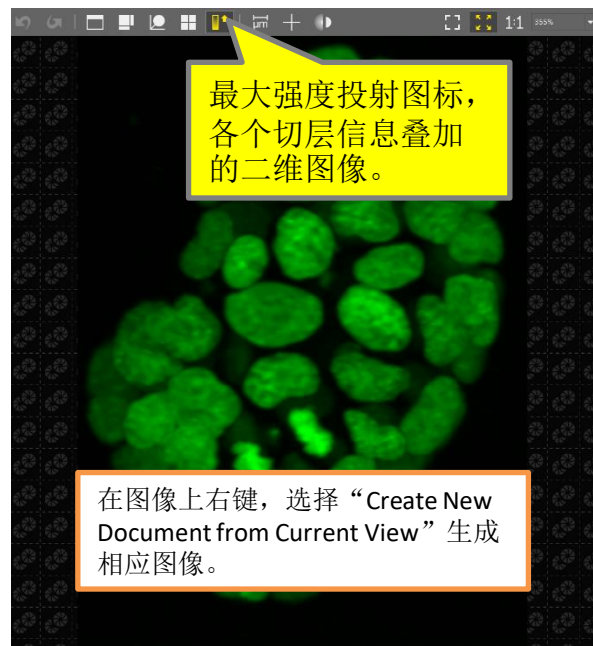 µm
1:1
355%
最大强度投射图标，
各个切层信息叠加
的二维图像。
在图像上右键，选择“Create New
Document from Current View”生成
相应图像。